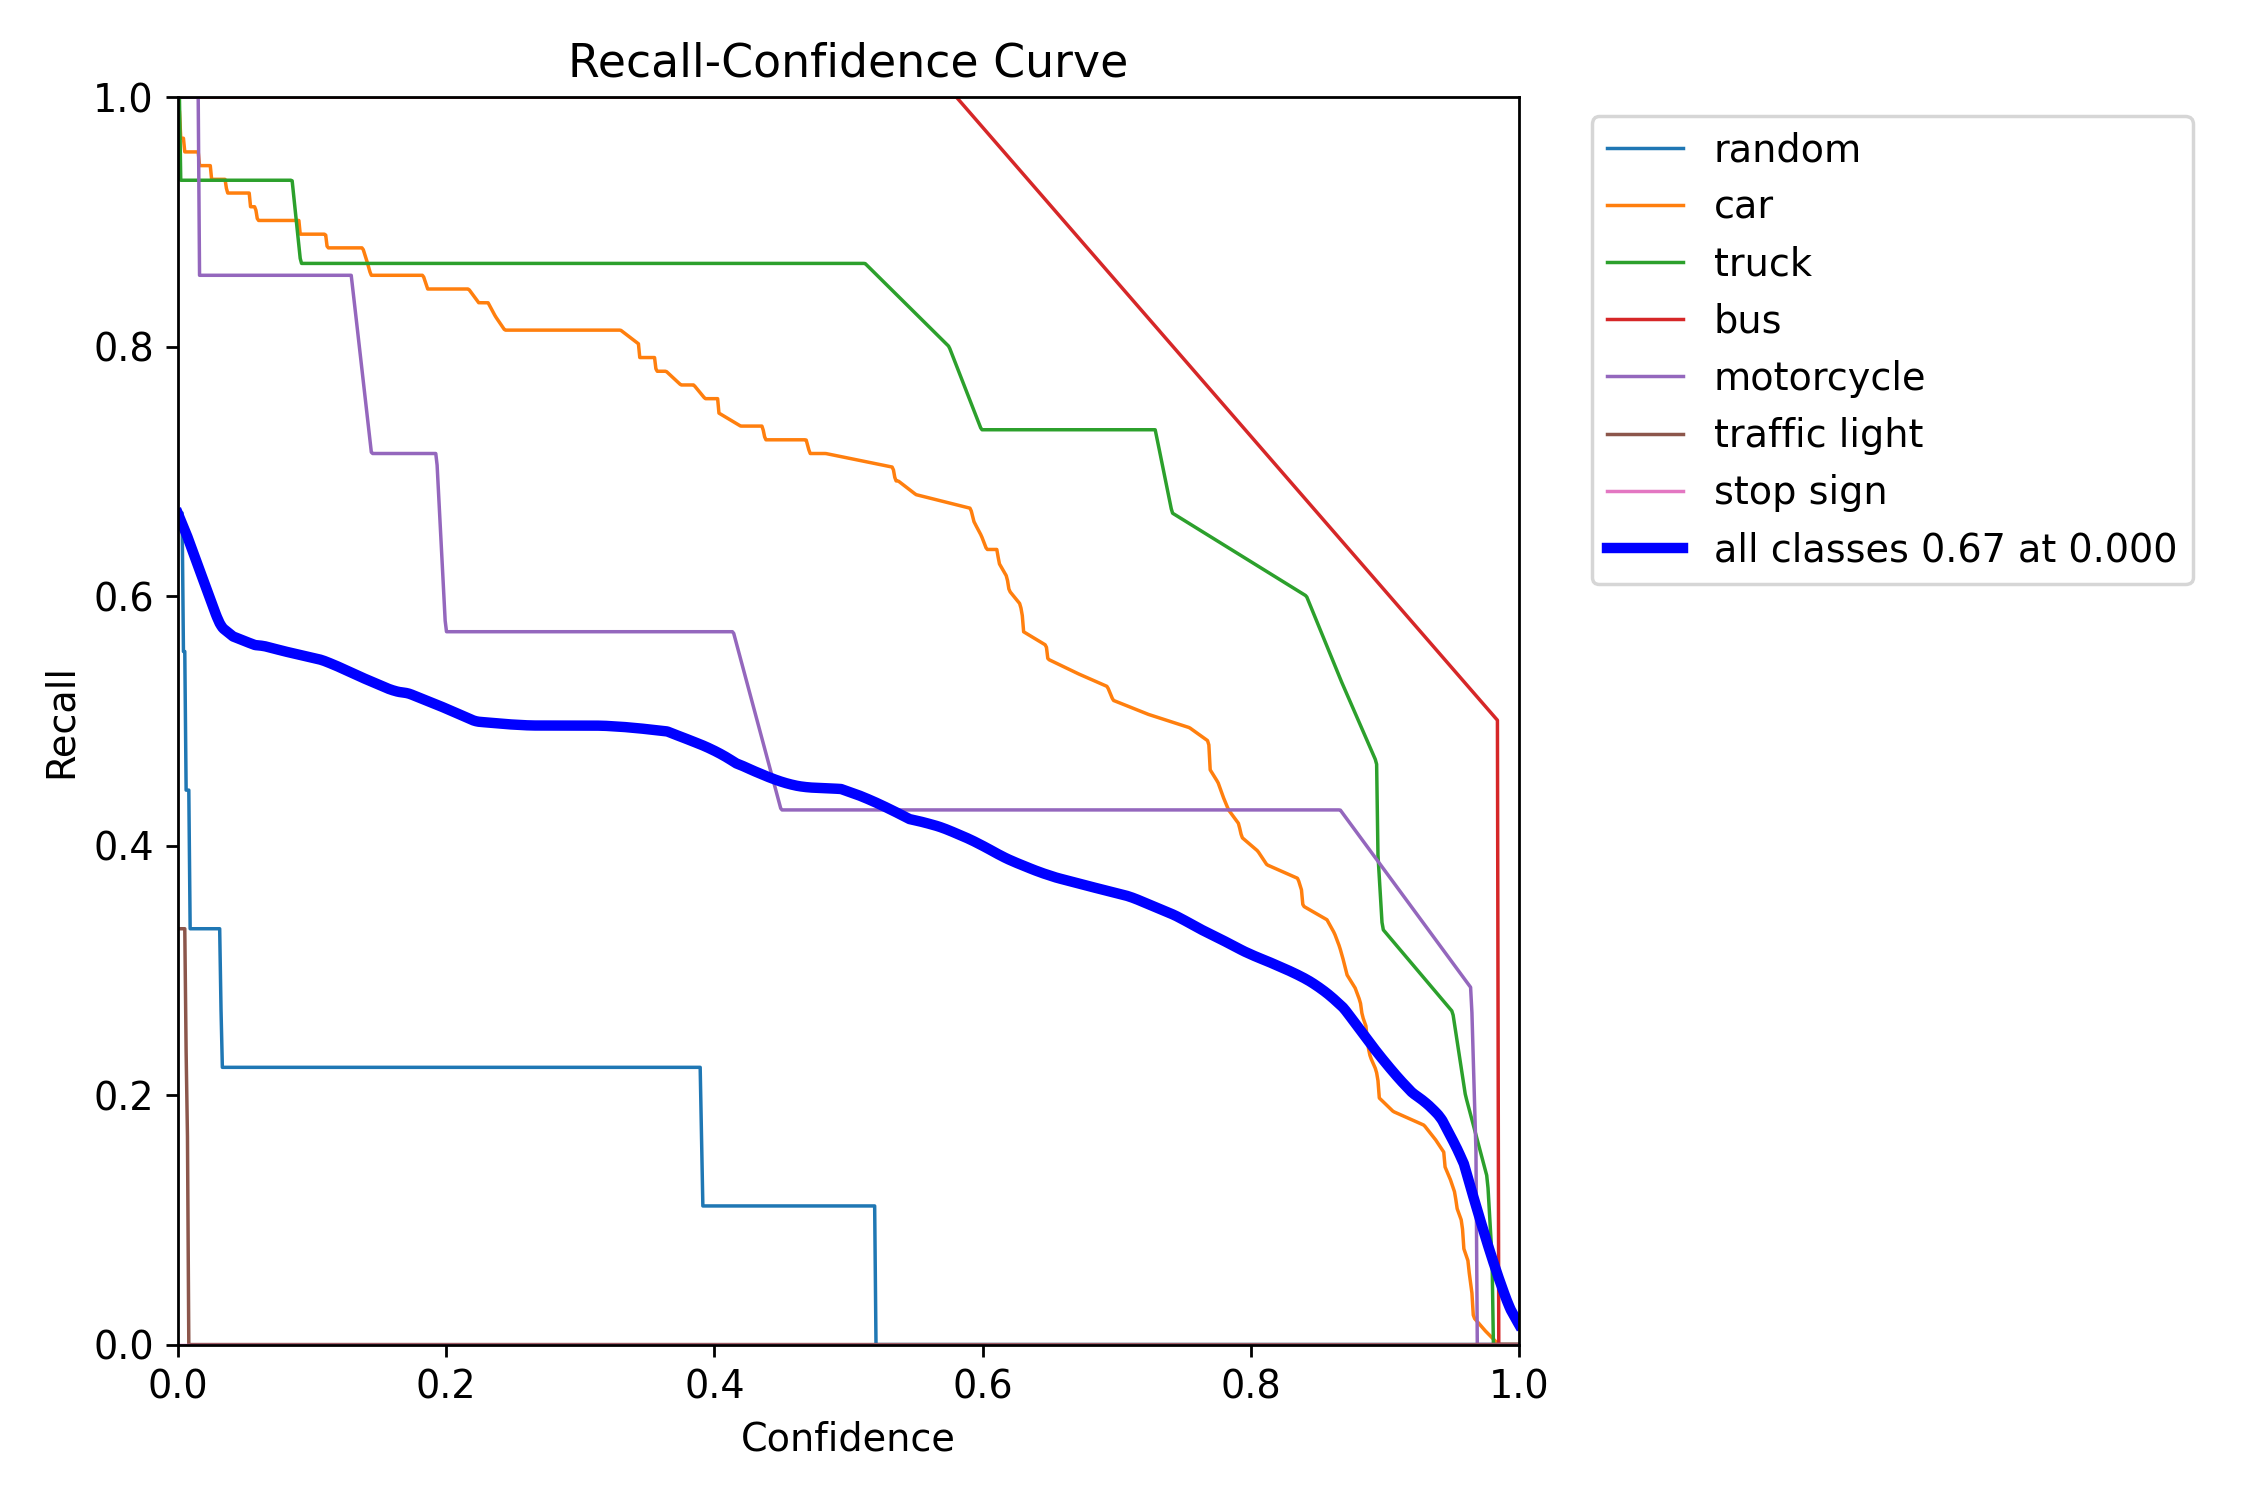 Recall-Confidence Curve
1.0
0.8
0.6
0.4
0.2
0.0
Recall
0.0 0.2 0.4 0.6 0.8 1.0
Confidence
random
car
truck
bus
motorcycle
traffic light
stop sign
all classes 0.67 at 0.000